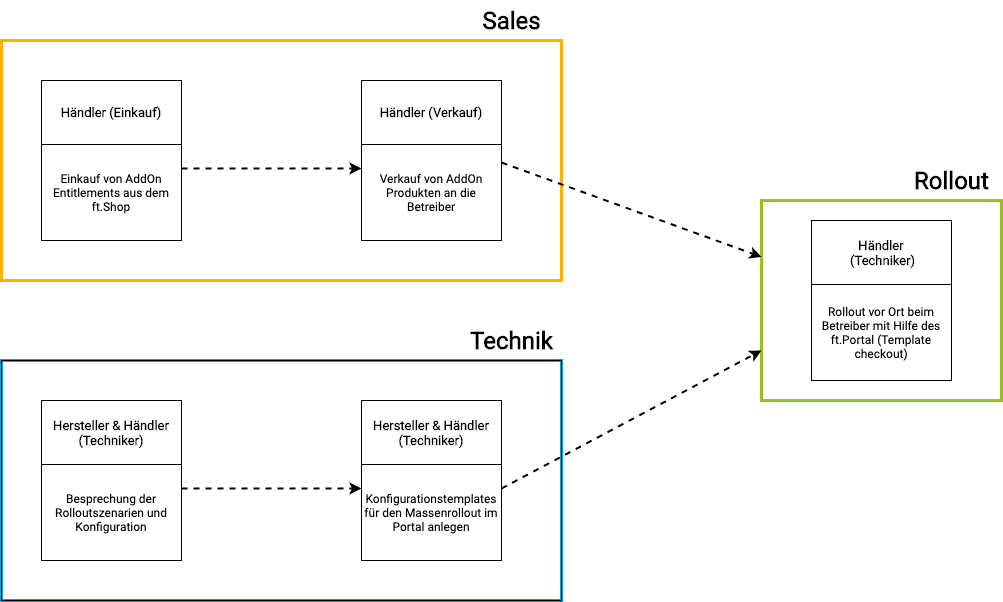 Sales
Händler (Einkauf)
Einkauf von AddOn
Entitlements aus dem
ft.Shop
Händler (Verkauf)
Verkauf von AddOn
Produkten an die
Betreiber
Technik
Hersteller & Händler
(Techniker)
Besprechung der
Rolloutszenarien und
Konfiguration
Hersteller & Händler
(Techniker)
Konfigurationstemplates
für den Massenrollout im
Portal anlegen
Rollout
Händler
(Techniker)
Rollout vor Ort beim
Betreiber mit Hilfe des
ft.Portal (Template
checkout)